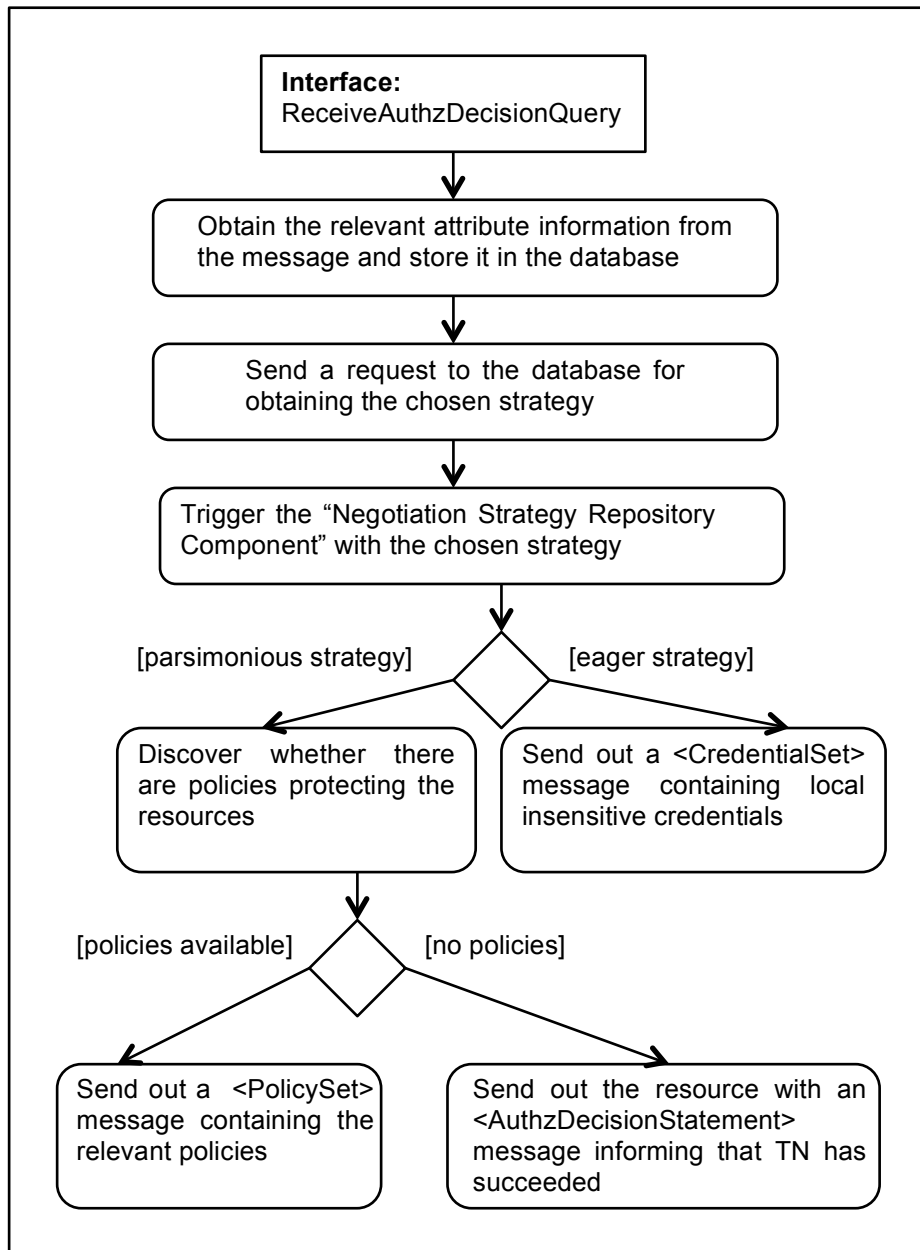 Interface:
ReceiveAuthzDecisionQuery
Obtain the relevant attribute information from
the message and store it in the database
Send a request to the database for
obtaining the chosen strategy
Trigger the “Negotiation Strategy Repository
Component” with the chosen strategy
[parsimonious strategy]
[eager strategy]
Discover whether there
are policies protecting the
resources
Send out a <CredentialSet>
message containing local
insensitive credentials
[policies available]
[no policies]
Send out a <PolicySet>
message containing the
relevant policies
Send out the resource with an
<AuthzDecisionStatement>
message informing that TN has
succeeded